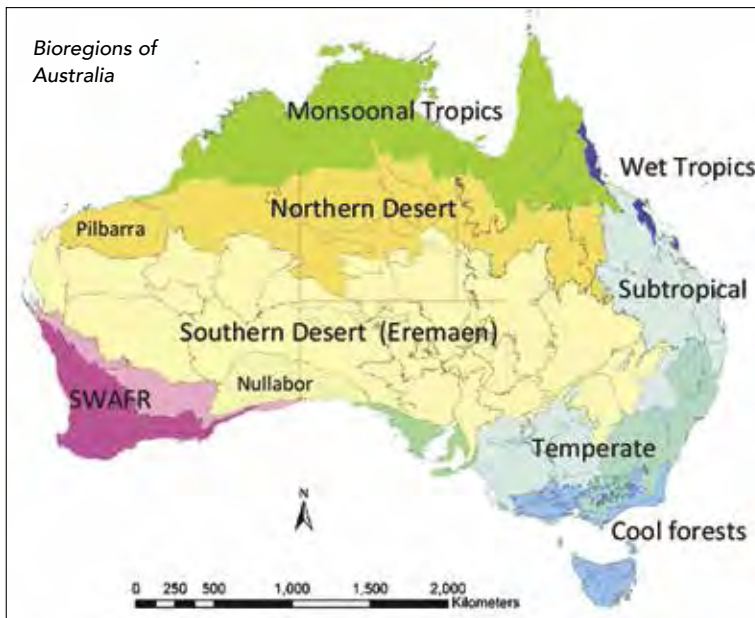 Bioregions of
Australia
Monsoonal Tropics
Wet Tropics
Northern Desert
Pilbarra
Subtropical
Southern Desert (Eremaen)
Nullabor
SWAFR
Temperate
N
Cool forests
0 250 500 1,000 1,500 2,000
Kilometers